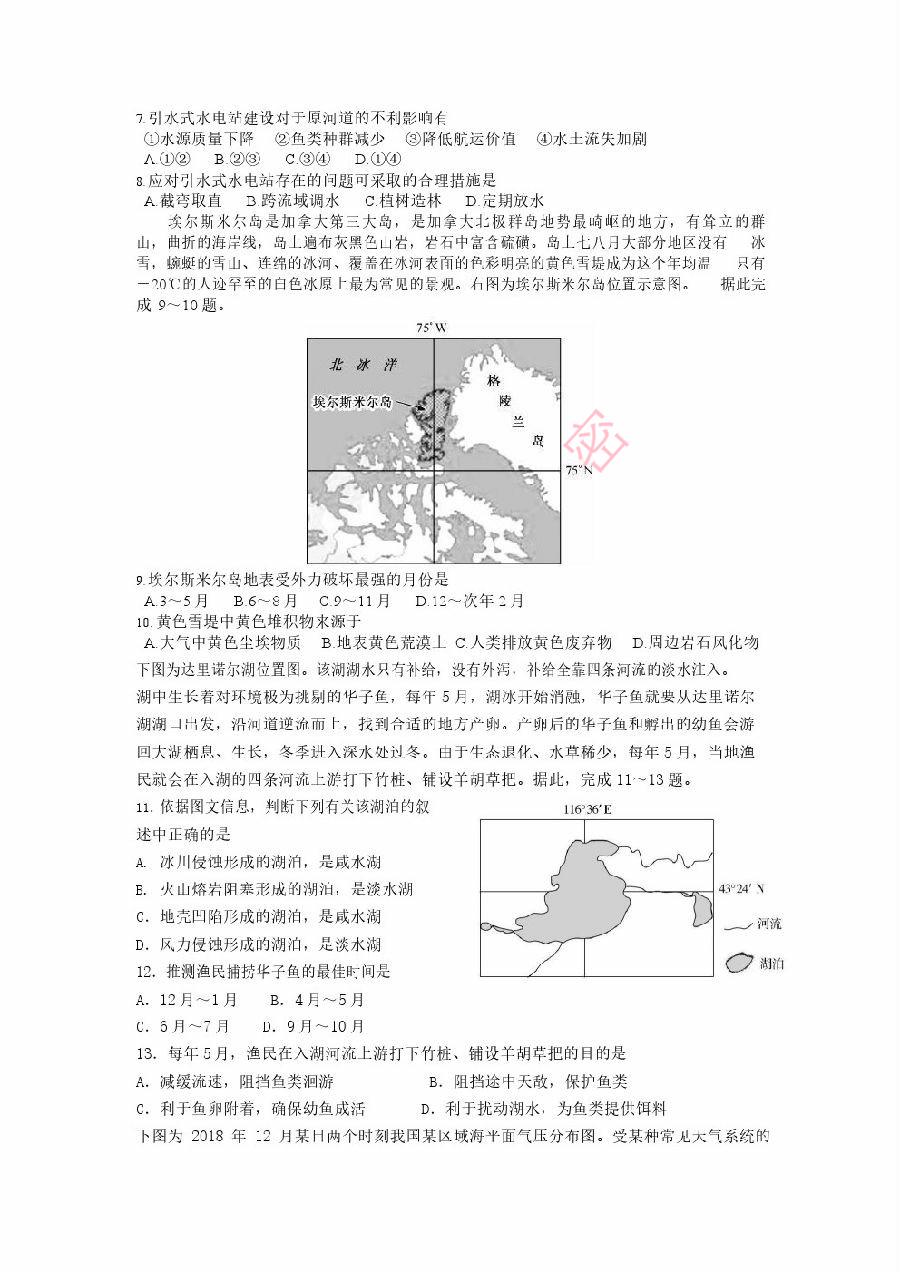 7.引水式水电站建设对于原河道的不利影响有
①水源质量下降 ②鱼类种群减少 ③降低航运价值 ④水土流失加剧
A.①② B.②③ C.③④ D.①④
8.应对引水式水电站存在的问题可采取的合理措施是
A.截弯取直 B.跨流域调水 C.植树造林 D.定期放水
埃尔斯米尔岛是加拿大第三大岛，是加拿大北极群岛地势最崎岖的地方，有耸立的群
山，曲折的海岸线，岛上遍布灰黑色山岩，岩石中富含硫磺。岛上七八月大部分地区没有 冰
雪，蜿蜒的雪山、连绵的冰河、覆盖在冰河表面的色彩明亮的黄色雪堤成为这个年均温 只有
－20℃的人迹罕至的白色冰原上最为常见的景观。右图为埃尔斯米尔岛位置示意图。 据此完
成 9～10 题。
75°W
北 冰 洋
格
陵
兰
岛
埃尔斯米尔岛
密
75°N
9.埃尔斯米尔岛地表受外力破坏最强的月份是
A.3～5月 B.6～8月 C.9～11月 D.12～次年2月
10.黄色雪堤中黄色堆积物来源于
A.大气中黄色尘埃物质 B.地表黄色荒漠土 C.人类排放黄色废弃物 D.周边岩石风化物
下图为达里诺尔湖位置图。该湖湖水只有补给，没有外泻，补给全靠四条河流的淡水注入。
湖中生长着对环境极为挑剔的华子鱼，每年5月，湖冰开始消融，华子鱼就要从达里诺尔
湖湖口出发，沿河道逆流而上，找到合适的地方产卵。产卵后的华子鱼和孵出的幼鱼会游
回大湖栖息、生长，冬季进入深水处过冬。由于生态退化、水草稀少，每年5月，当地渔
民就会在入湖的四条河流上游打下竹桩、铺设羊胡草把。据此，完成11～13题。
11. 依据图文信息，判断下列有关该湖泊的叙
述中正确的是
A. 冰川侵蚀形成的湖泊，是咸水湖
B. 火山熔岩阻塞形成的湖泊，是淡水湖
C. 地壳凹陷形成的湖泊，是咸水湖
D. 风力侵蚀形成的湖泊，是淡水湖
116°36′E
43°24′ N
河流
湖泊
12. 推测渔民捕捞华子鱼的最佳时间是
A. 12月～1月 B. 4月～5月
C. 6月～7月 D. 9月～10月
13. 每年5月，渔民在入湖河流上游打下竹桩、铺设羊胡草把的目的是
A. 减缓流速，阻挡鱼类洄游 B. 阻挡途中天敌，保护鱼类
C. 利于鱼卵附着，确保幼鱼成活 D. 利于扰动湖水，为鱼类提供饵料
下图为 2018 年 12 月某日两个时刻我国某区域海平面气压分布图。受某种常见天气系统的